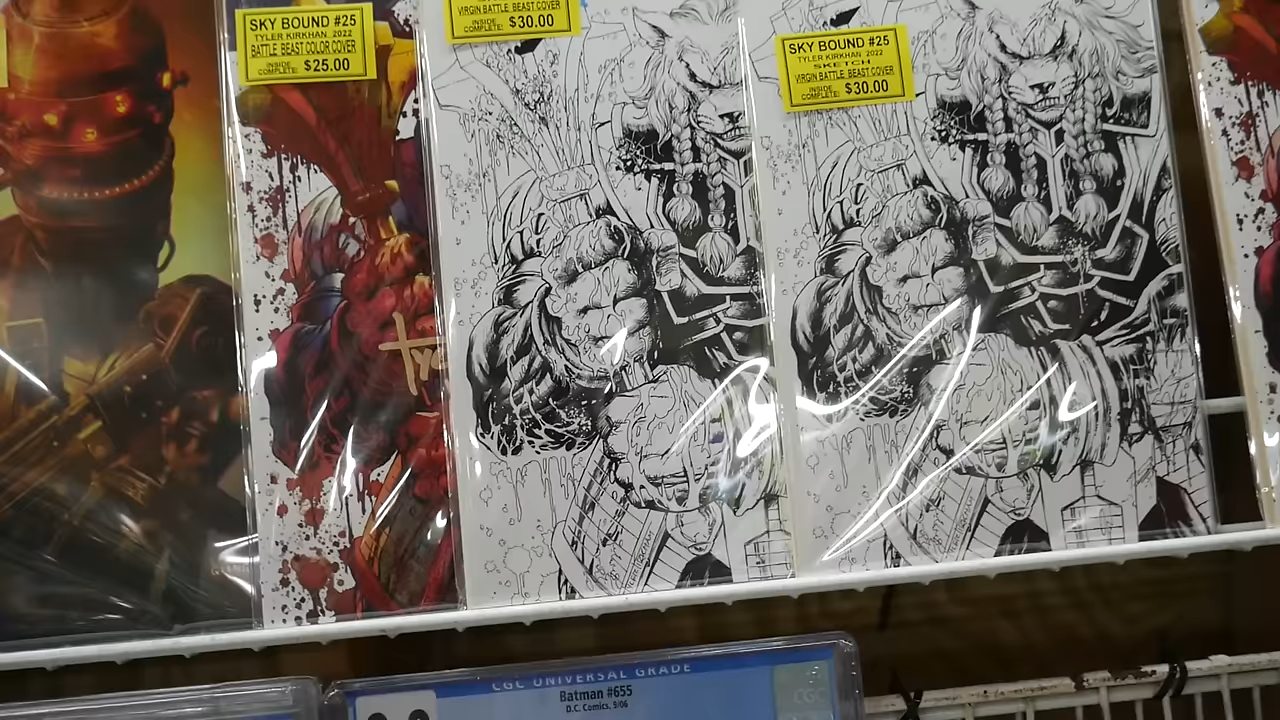 SKY BOUND #25
TYLER KIRKHAN 2022
BATTLE BEAST COLOR COVER
INSIDE COMPLETE: $25.00
VIRGIN BATTLE BEAST COVER
INSIDE COMPLETE: $30.00
SKY BOUND #25
TYLER KIRKHAN 2022
SKETCH
VIRGIN BATTLE BEAST COVER
INSIDE COMPLETE: $30.00
CGC UNIVERSAL GRADE
Batman #655
D.C. Comics, 9/06
CGC